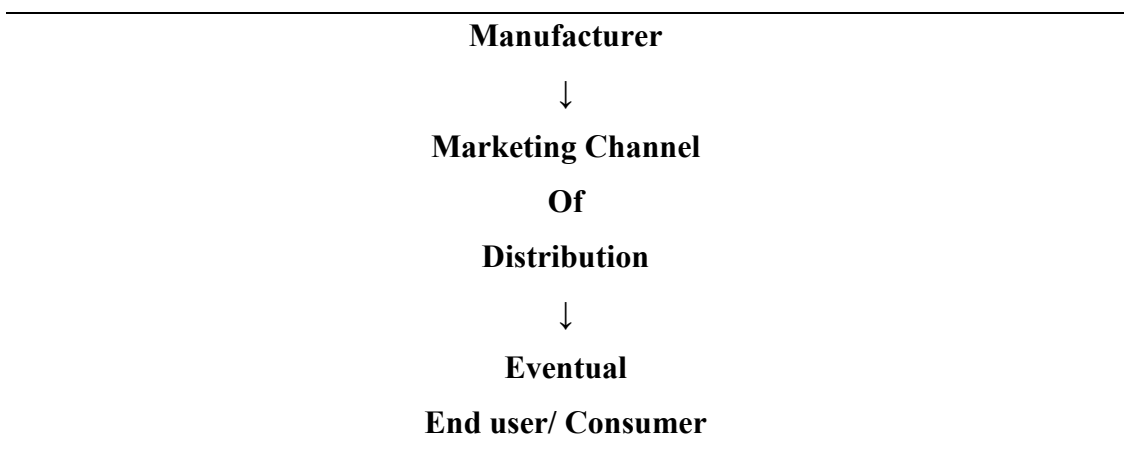 Manufacturer
↓
Marketing Channel
Of
Distribution
↓
Eventual
End user/ Consumer